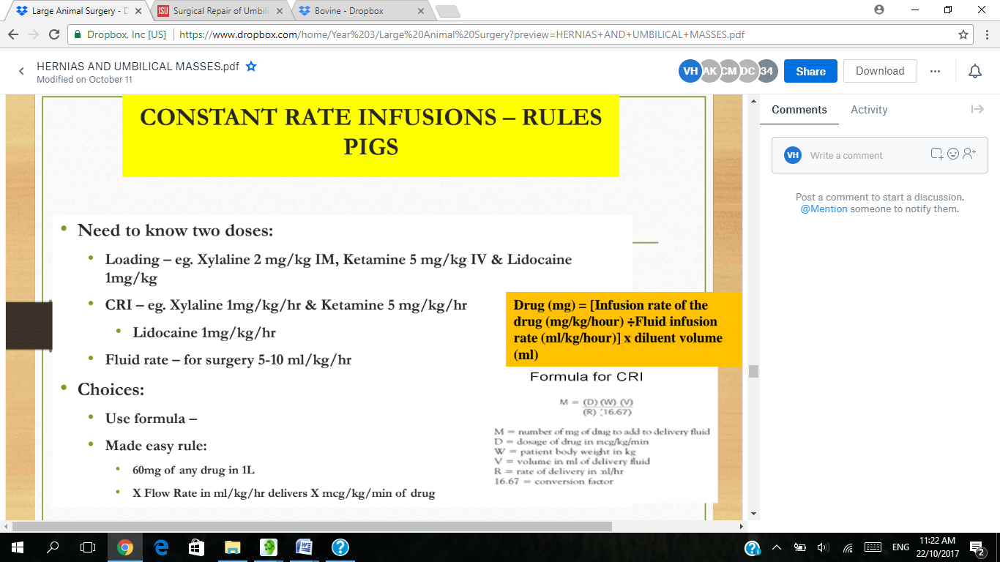 Large Animal Surgery - D
Surgical Repair of Umbili
Bovine - Dropbox
Dropbox, Inc [US]
https://www.dropbox.com/home/Year%203/Large%20Animal%20Surgery?preview=HERNIAS+AND+UMBILICAL+MASSES.pdf
HERNIAS AND UMBILICAL MASSES.pdf
Modified on October 11
VH AK CM DC 34
Share
Download
CONSTANT RATE INFUSIONS – RULES
PIGS
• Need to know two doses:
• Loading – eg. Xylaline 2 mg/kg IM, Ketamine 5 mg/kg IV & Lidocaine
1mg/kg
• CRI – eg. Xylaline 1mg/kg/hr & Ketamine 5 mg/kg/hr
• Lidocaine 1mg/kg/hr
• Fluid rate – for surgery 5-10 ml/kg/hr
• Choices:
• Use formula –
• Made easy rule:
• 60mg of any drug in 1L
• X Flow Rate in ml/kg/hr delivers X mcg/kg/min of drug
Drug (mg) = [Infusion rate of the
drug (mg/kg/hour) ÷Fluid infusion
rate (ml/kg/hour)] x diluent volume
(ml)
Formula for CRI
M = (D) (W) (V)
(R) (16.67)
M = number of mg of drug to add to delivery fluid
D = dosage of drug in mcg/kg/min
W = patient body weight in kg
V = volume in ml of delivery fluid
R = rate of delivery in ml/hr
16.67 = conversion factor
Comments
Activity
VH
Write a comment
Post a comment to start a discussion.
@Mention someone to notify them.
ENG
11:22 AM
22/10/2017
2